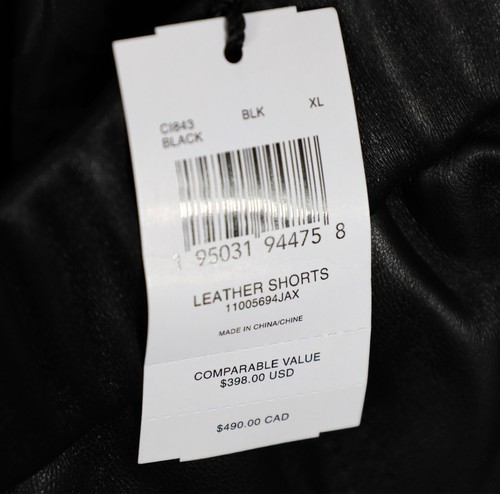 CI843 BLK XL
BLACK
1 95031 94475 8
LEATHER SHORTS
11005694JAX
MADE IN CHINA/CHINE
COMPARABLE VALUE
$398.00 USD
$490.00 CAD